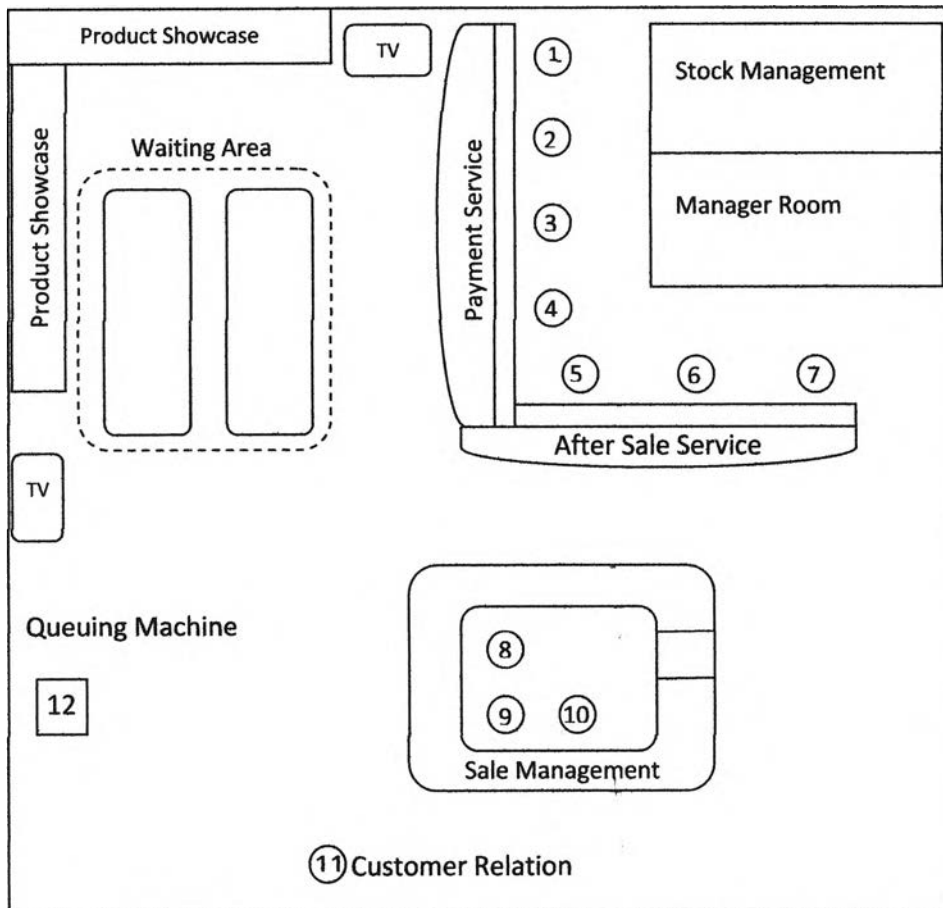 Product Showcase
TV
1
Stock Management
2
Waiting Area
Product Showcase
Payment Service
3
Manager Room
4
5
6
7
After Sale Service
TV
Queuing Machine
8
12
9
10
Sale Management
11 Customer Relation